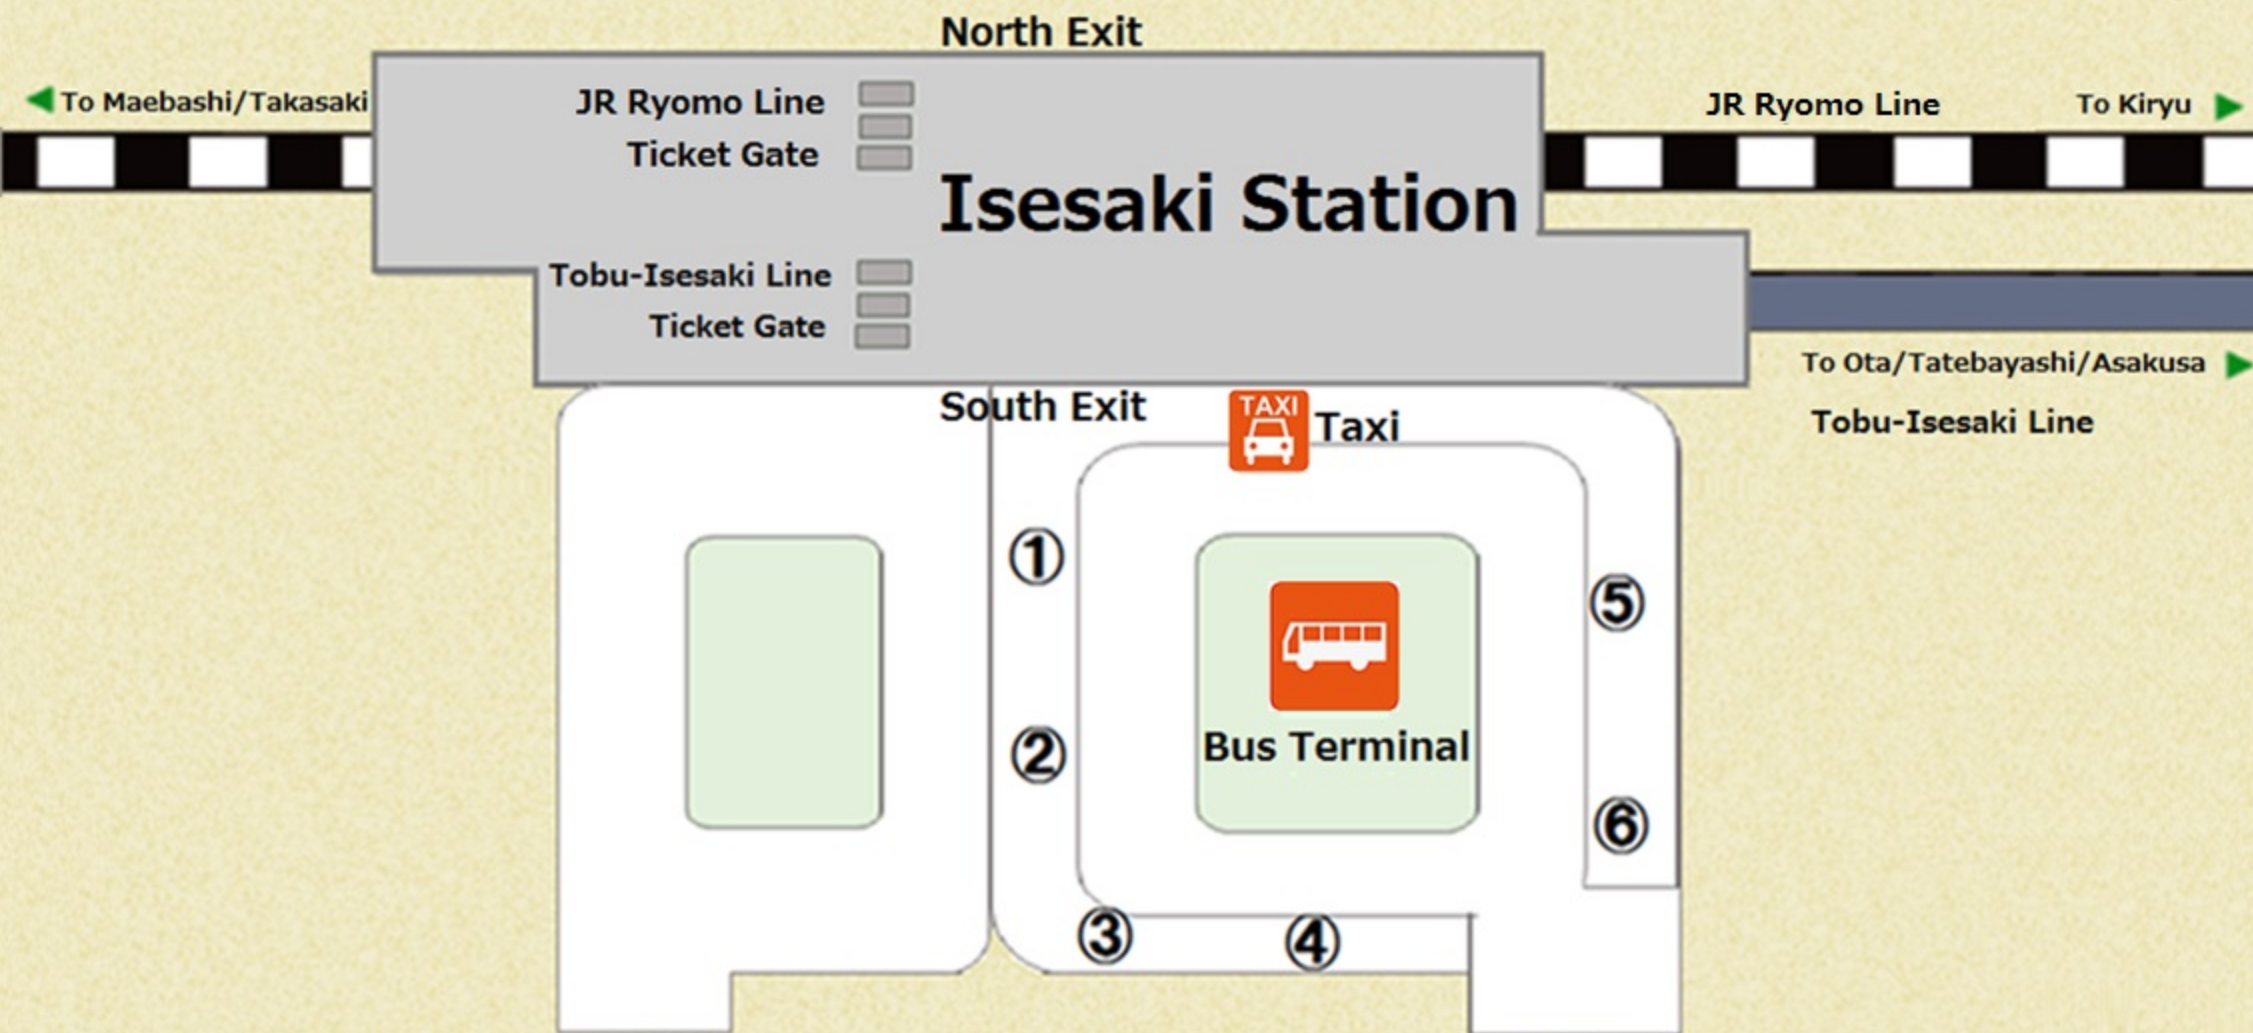 North Exit
To Maebashi/Takasaki
JR Ryomo Line
Ticket Gate
Isesaki Station
JR Ryomo Line
To Kiryu
Tobu-Isesaki Line
Ticket Gate
To Ota/Tatebayashi/Asakusa
Tobu-Isesaki Line
South Exit
TAXI
Taxi
①
②
③
④
⑤
⑥
Bus Terminal